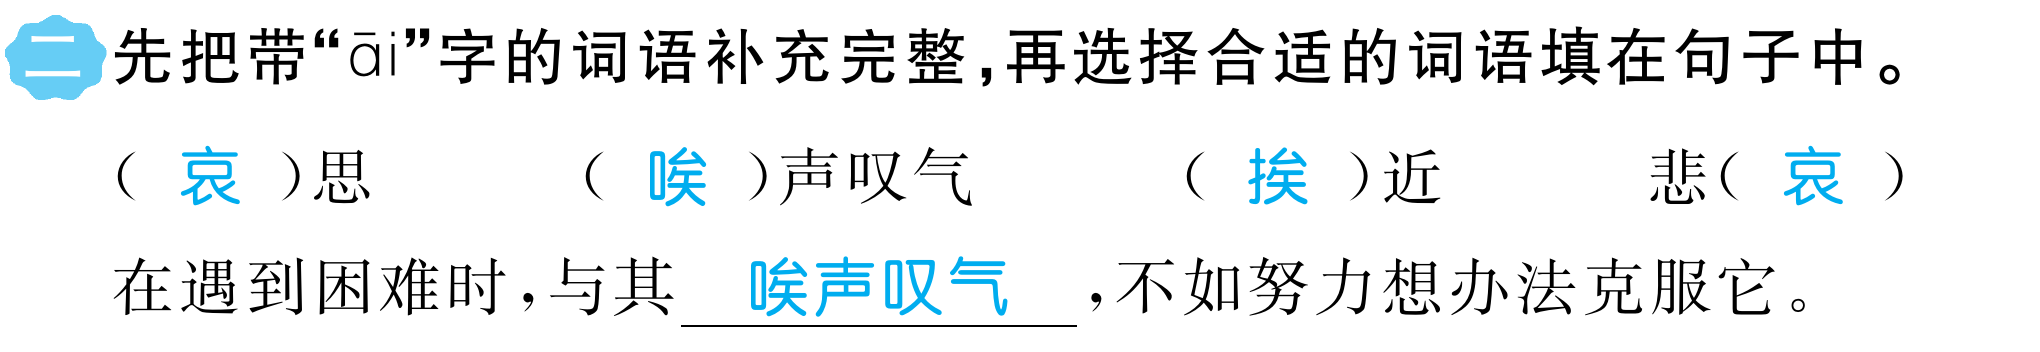 二 先把带“āi”字的词语补充完整,再选择合适的词语填在句子中。
( 哀 )思 ( 唉 )声叹气 ( 挨 )近 悲( 哀 )
在遇到困难时,与其 唉声叹气 ,不如努力想办法克服它。